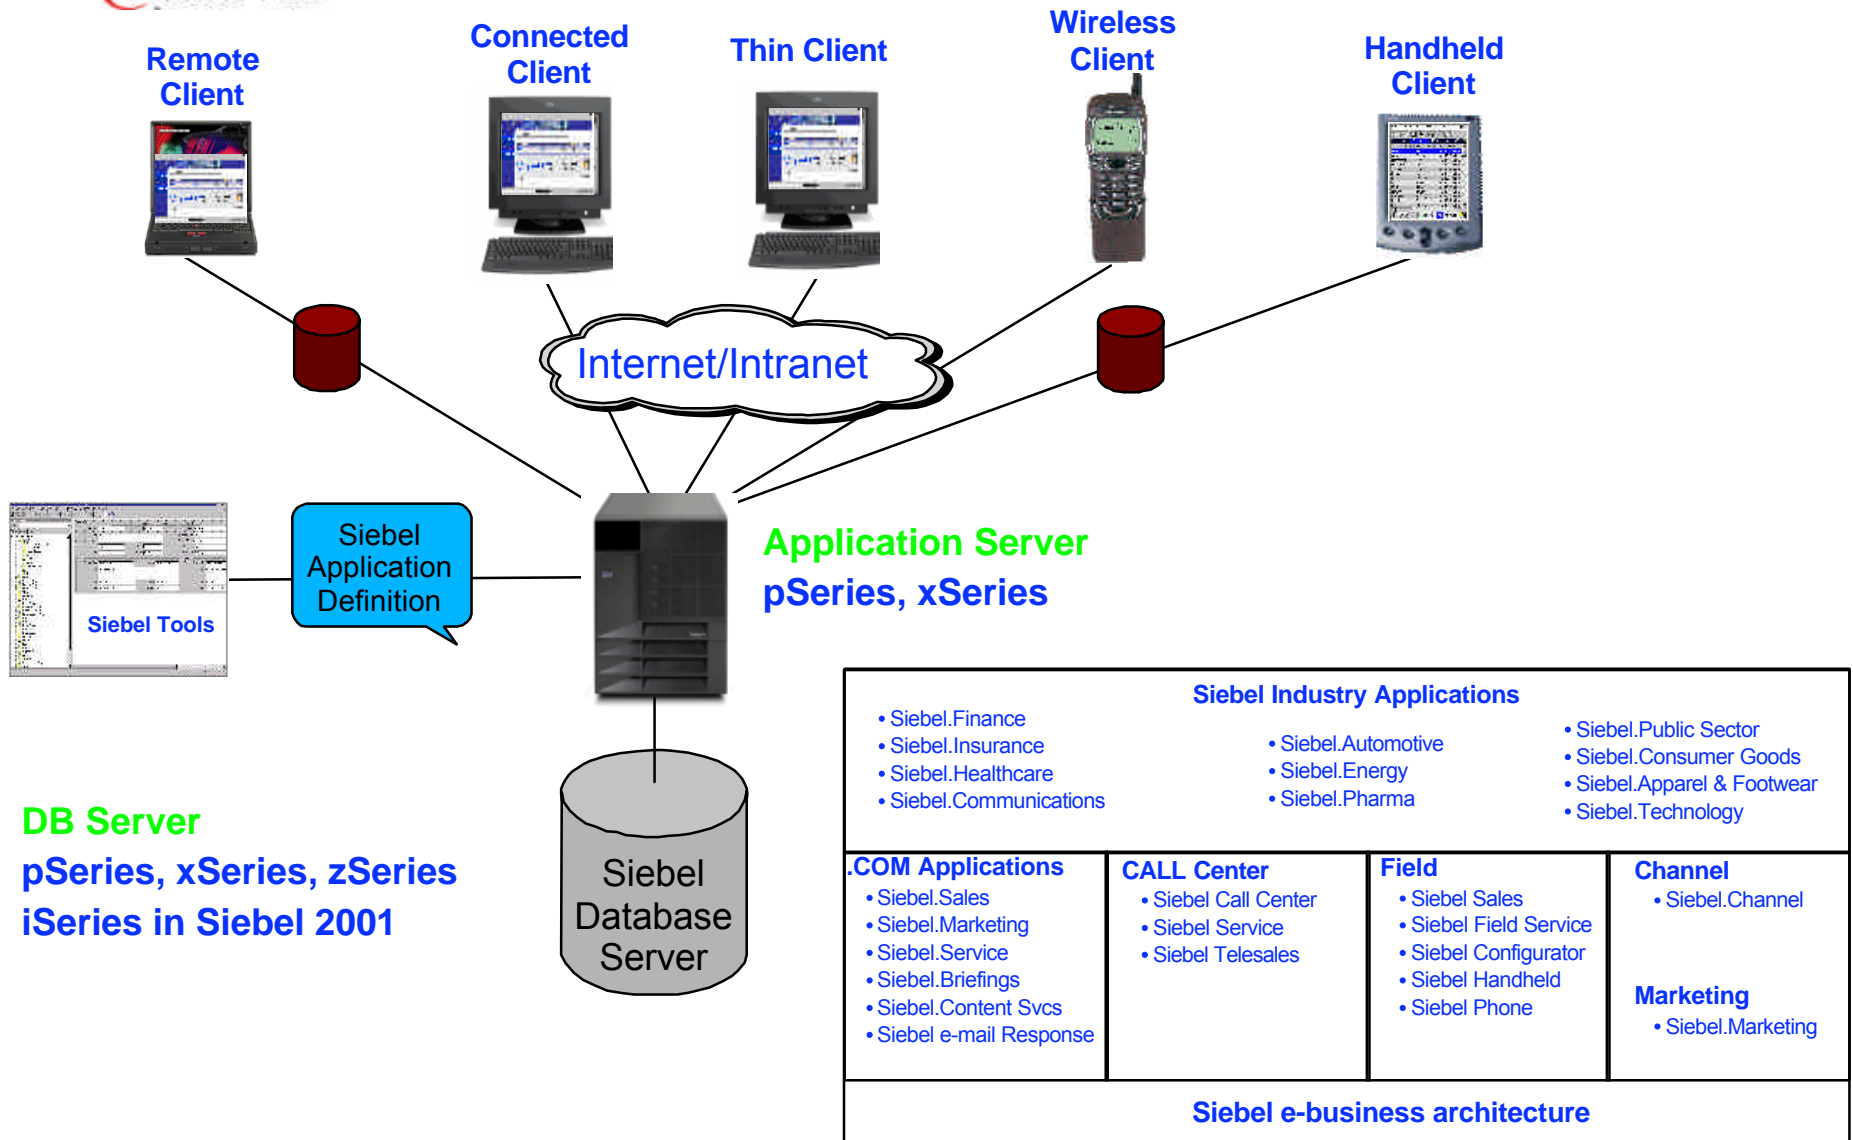 Remote
Client
Connected
Client
Thin Client
Wireless
Client
Handheld
Client
Internet/Intranet
Siebel Tools
Siebel
Application
Definition
Application Server
pSeries, xSeries
DB Server
pSeries, xSeries, zSeries
iSeries in Siebel 2001
Siebel
Database
Server
Siebel Industry Applications
• Siebel.Finance
• Siebel.Insurance
• Siebel.Healthcare
• Siebel.Communications
• Siebel.Automotive
• Siebel.Energy
• Siebel.Pharma
• Siebel.Public Sector
• Siebel.Consumer Goods
• Siebel.Apparel & Footwear
• Siebel.Technology
.COM Applications
• Siebel.Sales
• Siebel.Marketing
• Siebel.Service
• Siebel.Briefings
• Siebel.Content Svcs
• Siebel e-mail Response
CALL Center
• Siebel Call Center
• Siebel Service
• Siebel Telesales
Field
• Siebel Sales
• Siebel Field Service
• Siebel Configurator
• Siebel Handheld
• Siebel Phone
Channel
• Siebel.Channel
Marketing
• Siebel.Marketing
Siebel e-business architecture